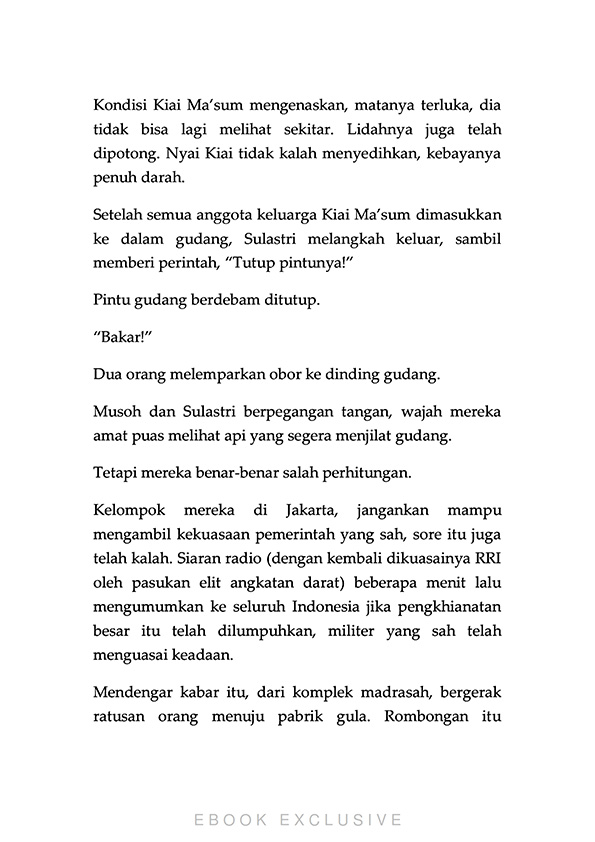 Kondisi Kiai Ma’sum mengenaskan, matanya terluka, dia
tidak bisa lagi melihat sekitar. Lidahnya juga telah
dipotong. Nyai Kiai tidak kalah menyedihkan, kebayanya
penuh darah.
Setelah semua anggota keluarga Kiai Ma’sum dimasukkan
ke dalam gudang, Sulastri melangkah keluar, sambil
memberi perintah, “Tutup pintunya!”
Pintu gudang berdebam ditutup.
“Bakar!”
Dua orang melemparkan obor ke dinding gudang.
Musoh dan Sulastri berpegangan tangan, wajah mereka
amat puas melihat api yang segera menjilat gudang.
Tetapi mereka benar-benar salah perhitungan.
Kelompok mereka di Jakarta, jangankan mampu
mengambil kekuasaan pemerintah yang sah, sore itu juga
telah kalah. Siaran radio (dengan kembali dikuasainya RRI
oleh pasukan elit angkatan darat) beberapa menit lalu
mengumumkan ke seluruh Indonesia jika pengkhianatan
besar itu telah dilumpuhkan, militer yang sah telah
menguasai keadaan.
Mendengar kabar itu, dari komplek madrasah, bergerak
ratusan orang menuju pabrik gula. Rombongan itu
EBOOK EXCLUSIVE